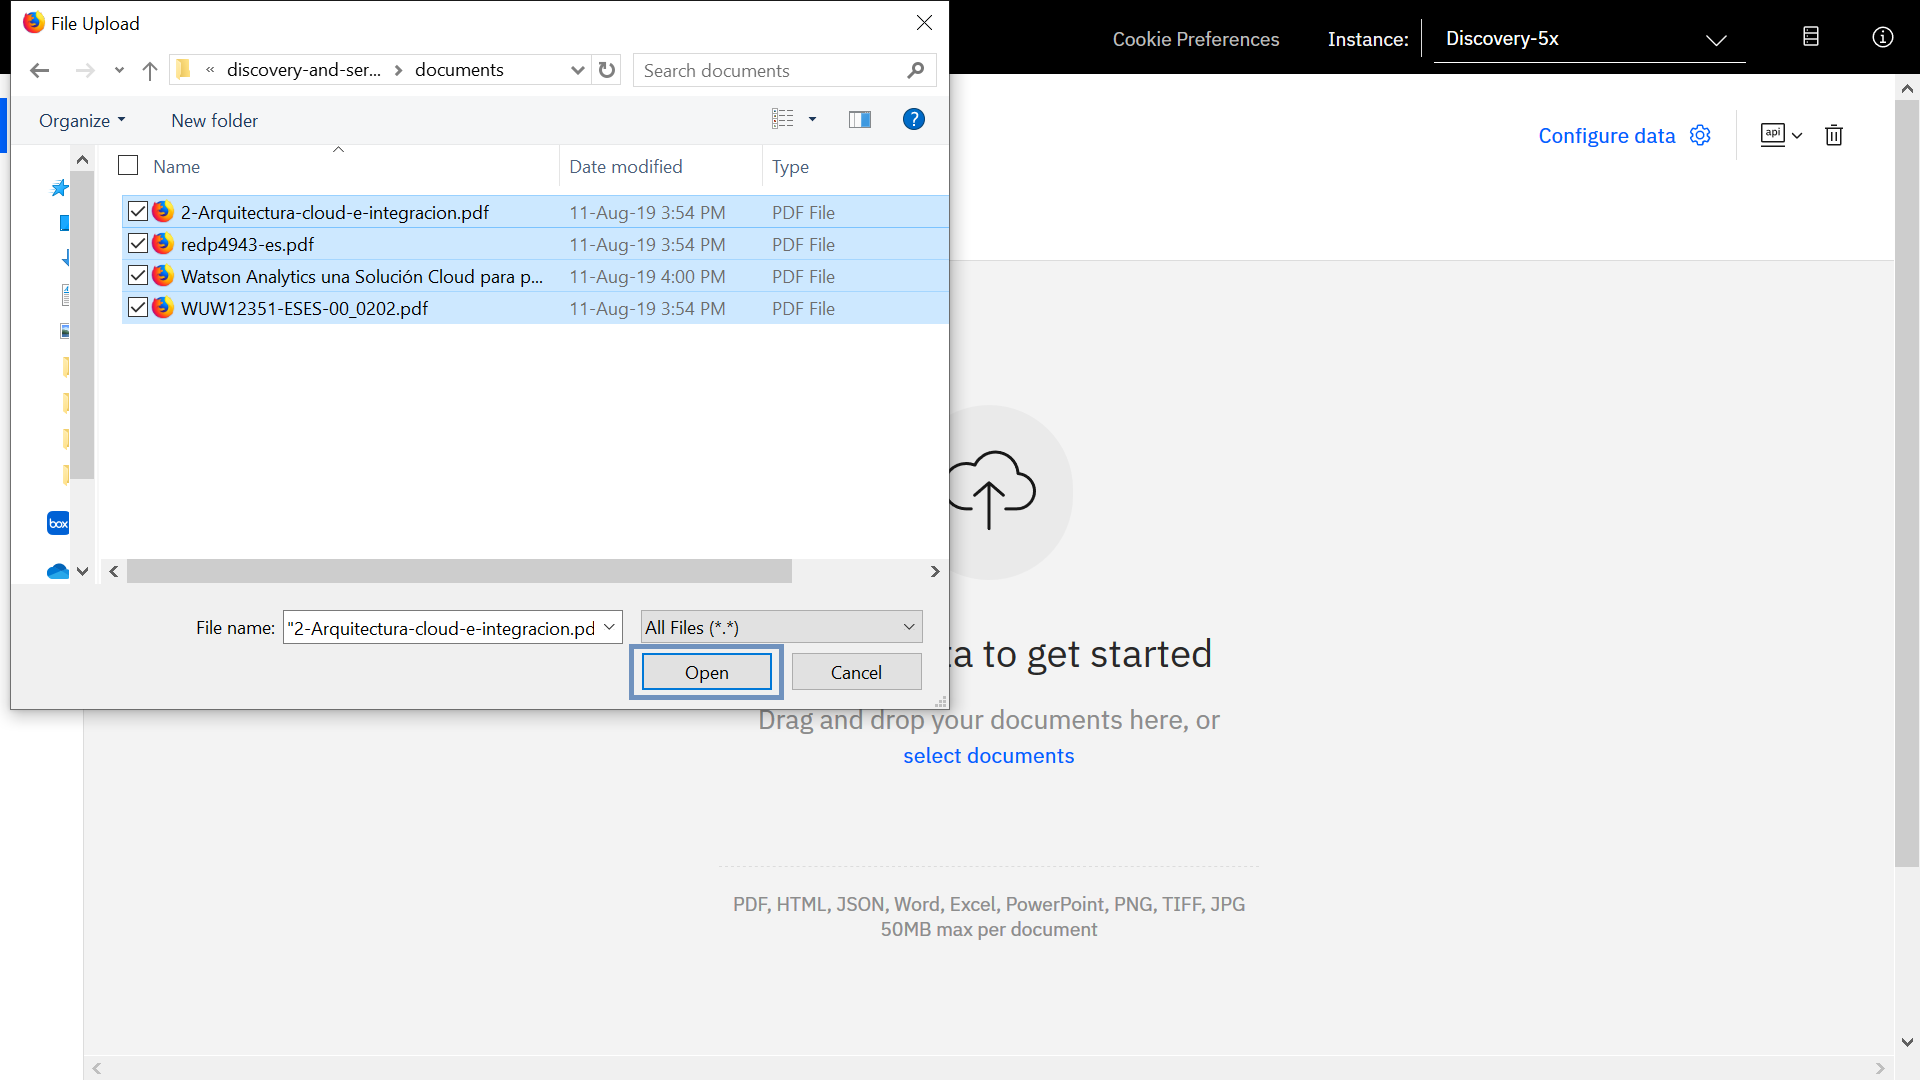 File Upload
Cookie Preferences
Instance:
Discovery-5x
« discovery-and-ser... > documents
Search documents
Organize
New folder
?
Configure data
api
Name
Date modified
Type
2-Arquitectura-cloud-e-integracion.pdf 11-Aug-19 3:54 PM PDF File
redp4943-es.pdf 11-Aug-19 3:54 PM PDF File
Watson Analytics una Solución Cloud para p... 11-Aug-19 4:00 PM PDF File
WUW12351-ESES-00_0202.pdf 11-Aug-19 3:54 PM PDF File
box
File name:
"2-Arquitectura-cloud-e-integracion.pd
All Files (*.*)
Open
Cancel
to get started
Drag and drop your documents here, or
select documents
PDF, HTML, JSON, Word, Excel, PowerPoint, PNG, TIFF, JPG
50MB max per document